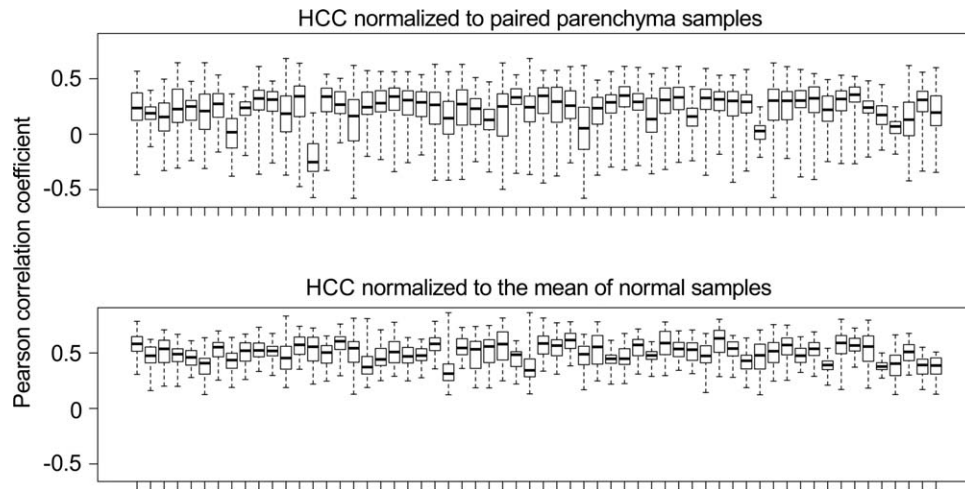 HCC normalized to paired parenchyma samples
0.5
0
-0.5
Pearson correlation coefficient
HCC normalized to the mean of normal samples
0.5
0
-0.5